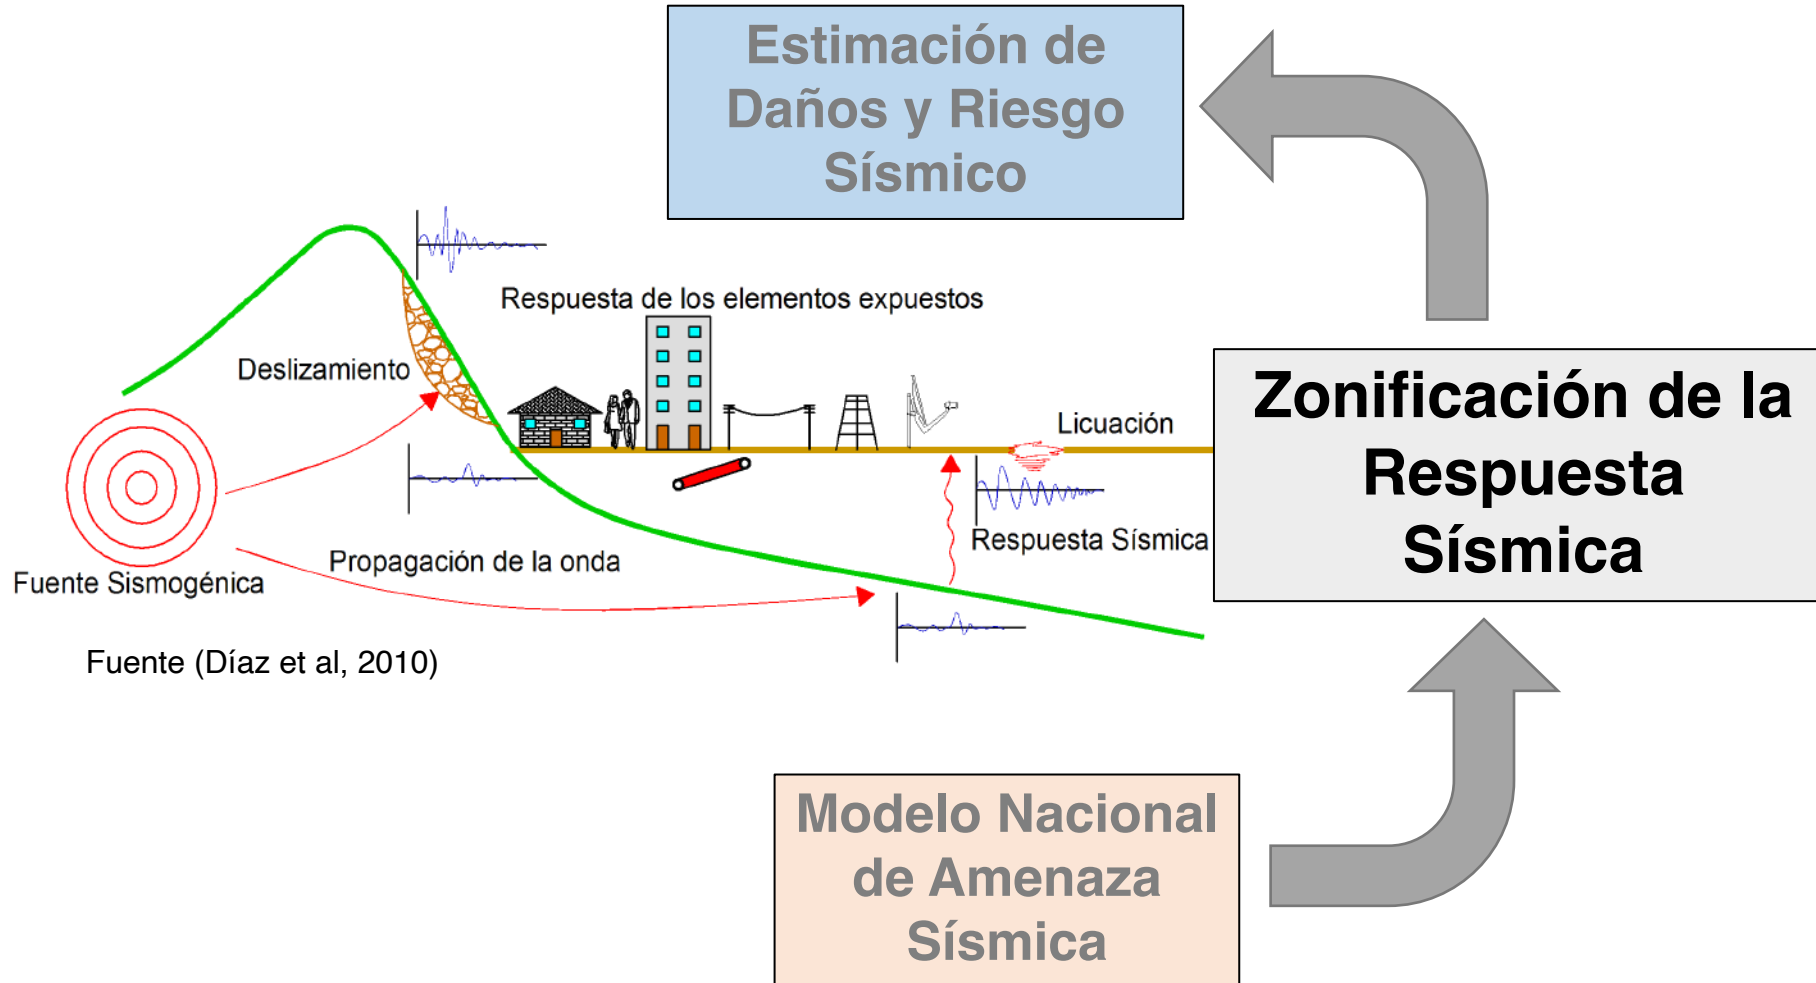 Estimación de
Daños y Riesgo
Sísmico
Respuesta de los elementos expuestos
Deslizamiento
Licuación
Zonificación de la
Respuesta
Sísmica
Respuesta Sísmica
Propagación de la onda
Fuente Sismogénica
Fuente (Díaz et al, 2010)
Modelo Nacional
de Amenaza
Sísmica